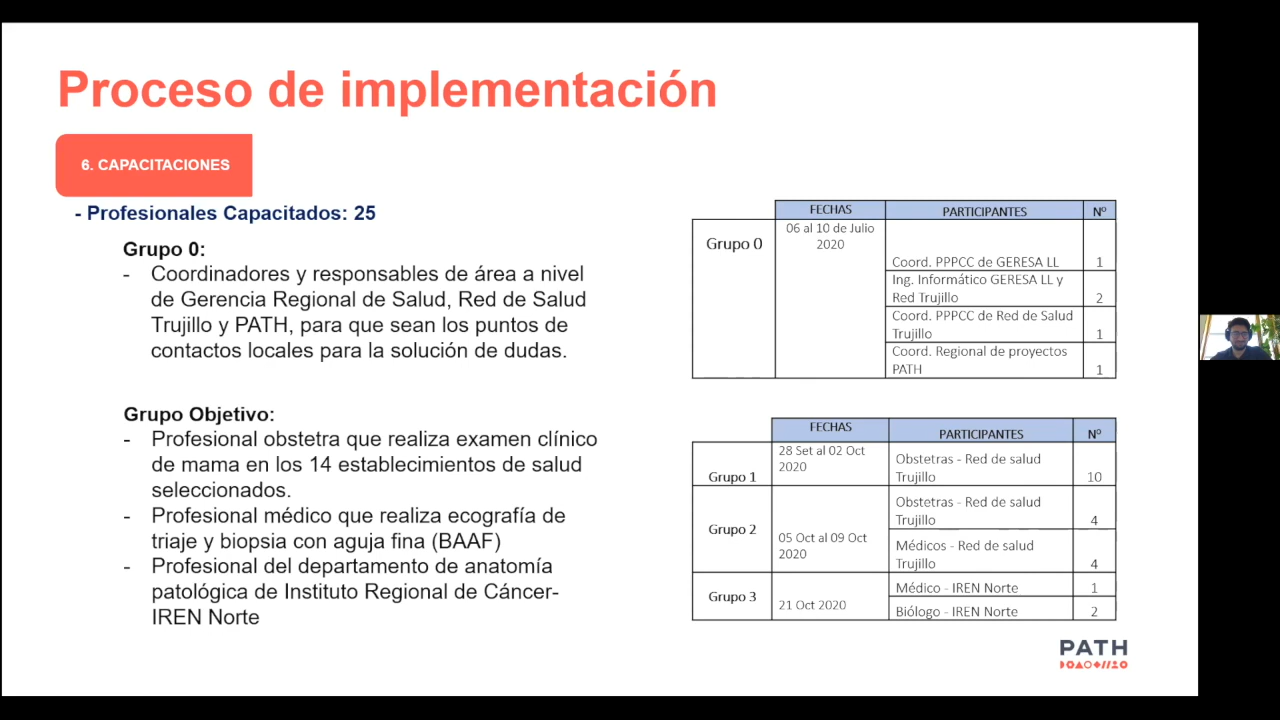 Proceso de implementación
6. CAPACITACIONES
- Profesionales Capacitados: 25
Grupo 0:
- Coordinadores y responsables de área a nivel
de Gerencia Regional de Salud, Red de Salud
Trujillo y PATH, para que sean los puntos de
contactos locales para la solución de dudas.
Grupo Objetivo:
- Profesional obstetra que realiza examen clínico
de mama en los 14 establecimientos de salud
seleccionados.
- Profesional médico que realiza ecografía de
triaje y biopsia con aguja fina (BAAF)
- Profesional del departamento de anatomía
patológica de Instituto Regional de Cáncer-
IREN Norte
FECHAS PARTICIPANTES Nº
Grupo 0
06 al 10 de Julio
2020
Coord. PPPCC de GERESA LL 1
Ing. Informático GERESA LL y
Red Trujillo 2
Coord. PPPCC de Red de Salud
Trujillo 1
Coord. Regional de proyectos
PATH 1
FECHAS PARTICIPANTES Nº
Grupo 1
28 Set al 02 Oct
2020
Obstetras - Red de salud
Trujillo 10
Grupo 2
05 Oct al 09 Oct
2020
Obstetras - Red de salud
Trujillo 4
Médicos - Red de salud
Trujillo 4
Grupo 3
21 Oct 2020
Médico - IREN Norte 1
Biólogo - IREN Norte 2
PATH